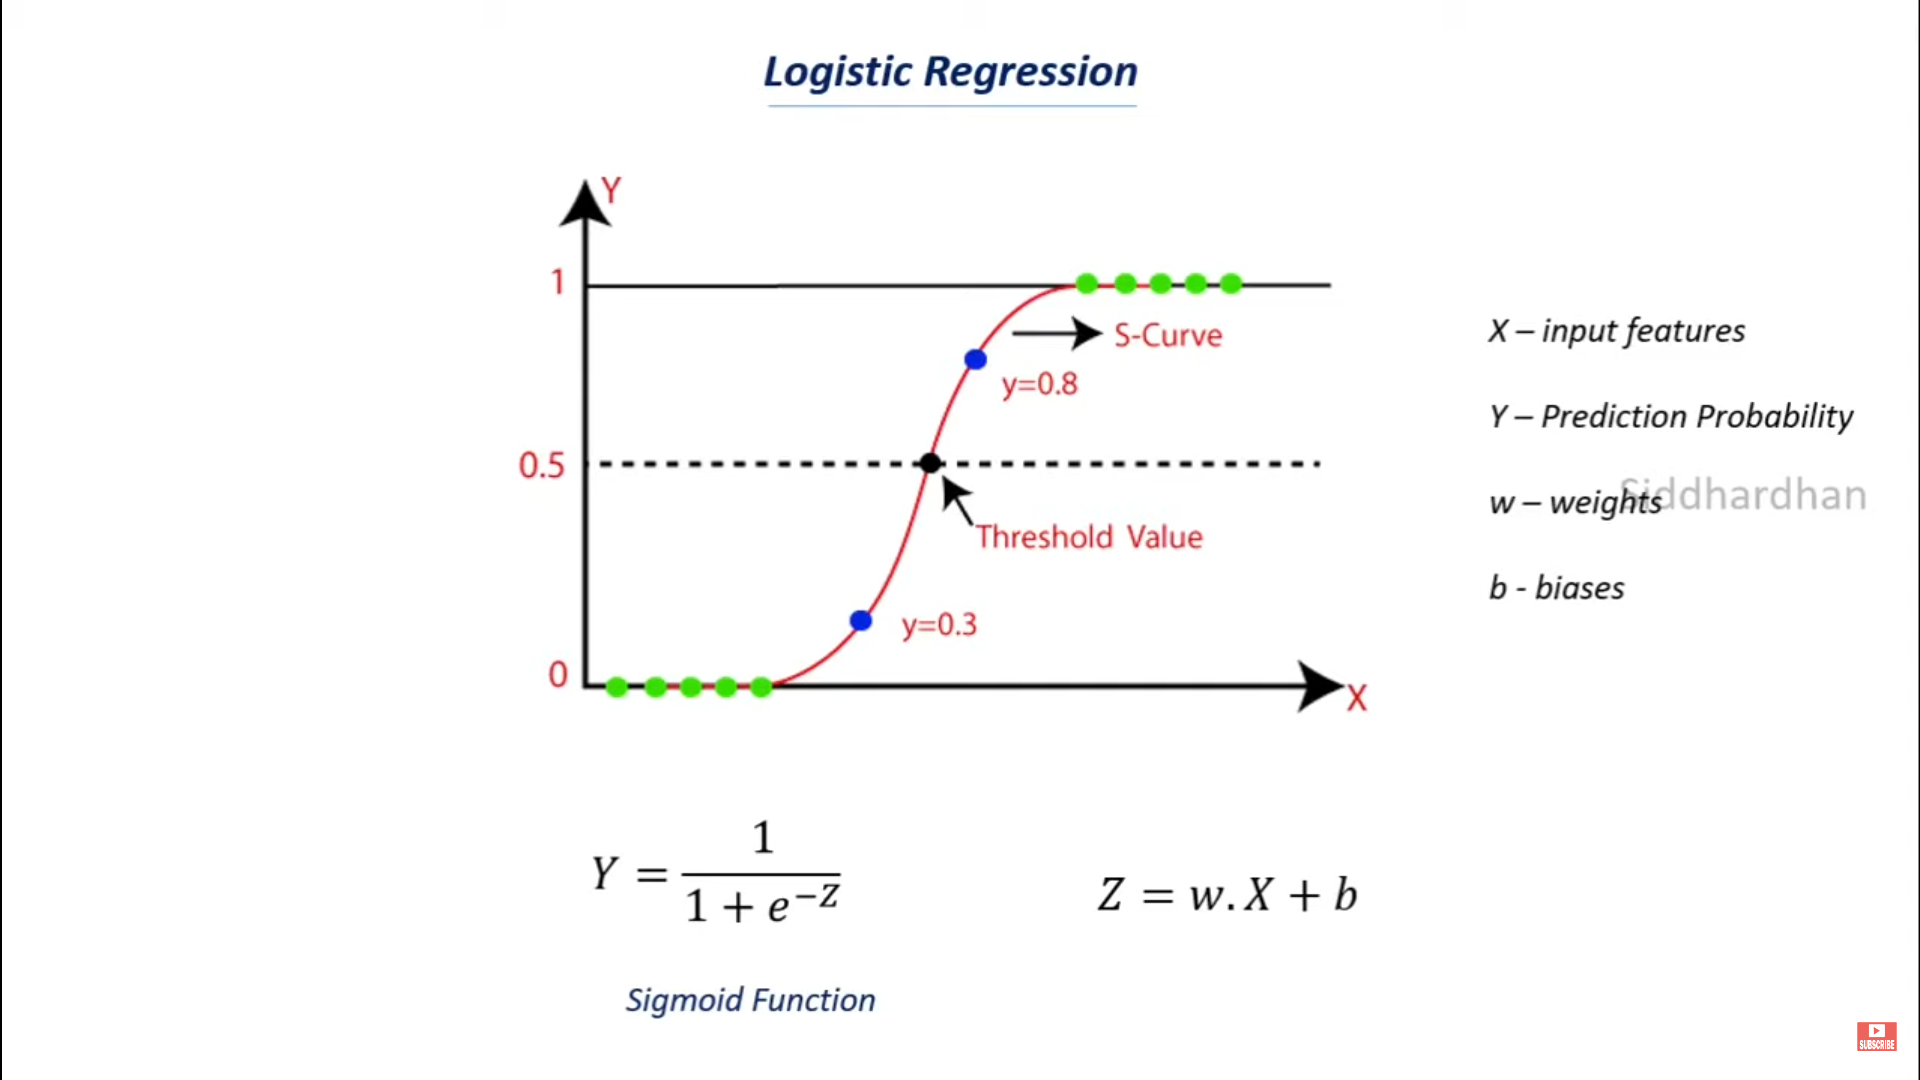 Logistic Regression
Y
1
S-Curve
y=0.8
0.5
Threshold Value
y=0.3
0
X
X – input features
Y – Prediction Probability
w – weights
Siddhardhan
b - biases
Y = 1 / (1 + e^{-Z})
Z = w.X + b
Sigmoid Function
SUBSCRIBE